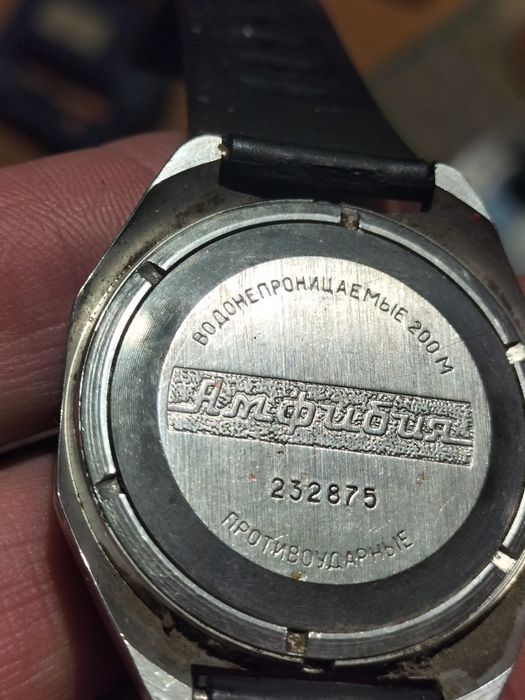 ВОДОНЕПРОНИЦАЕМЫЕ 200М
Амфибия
232875
ПРОТИВОУДАРНЫЕ